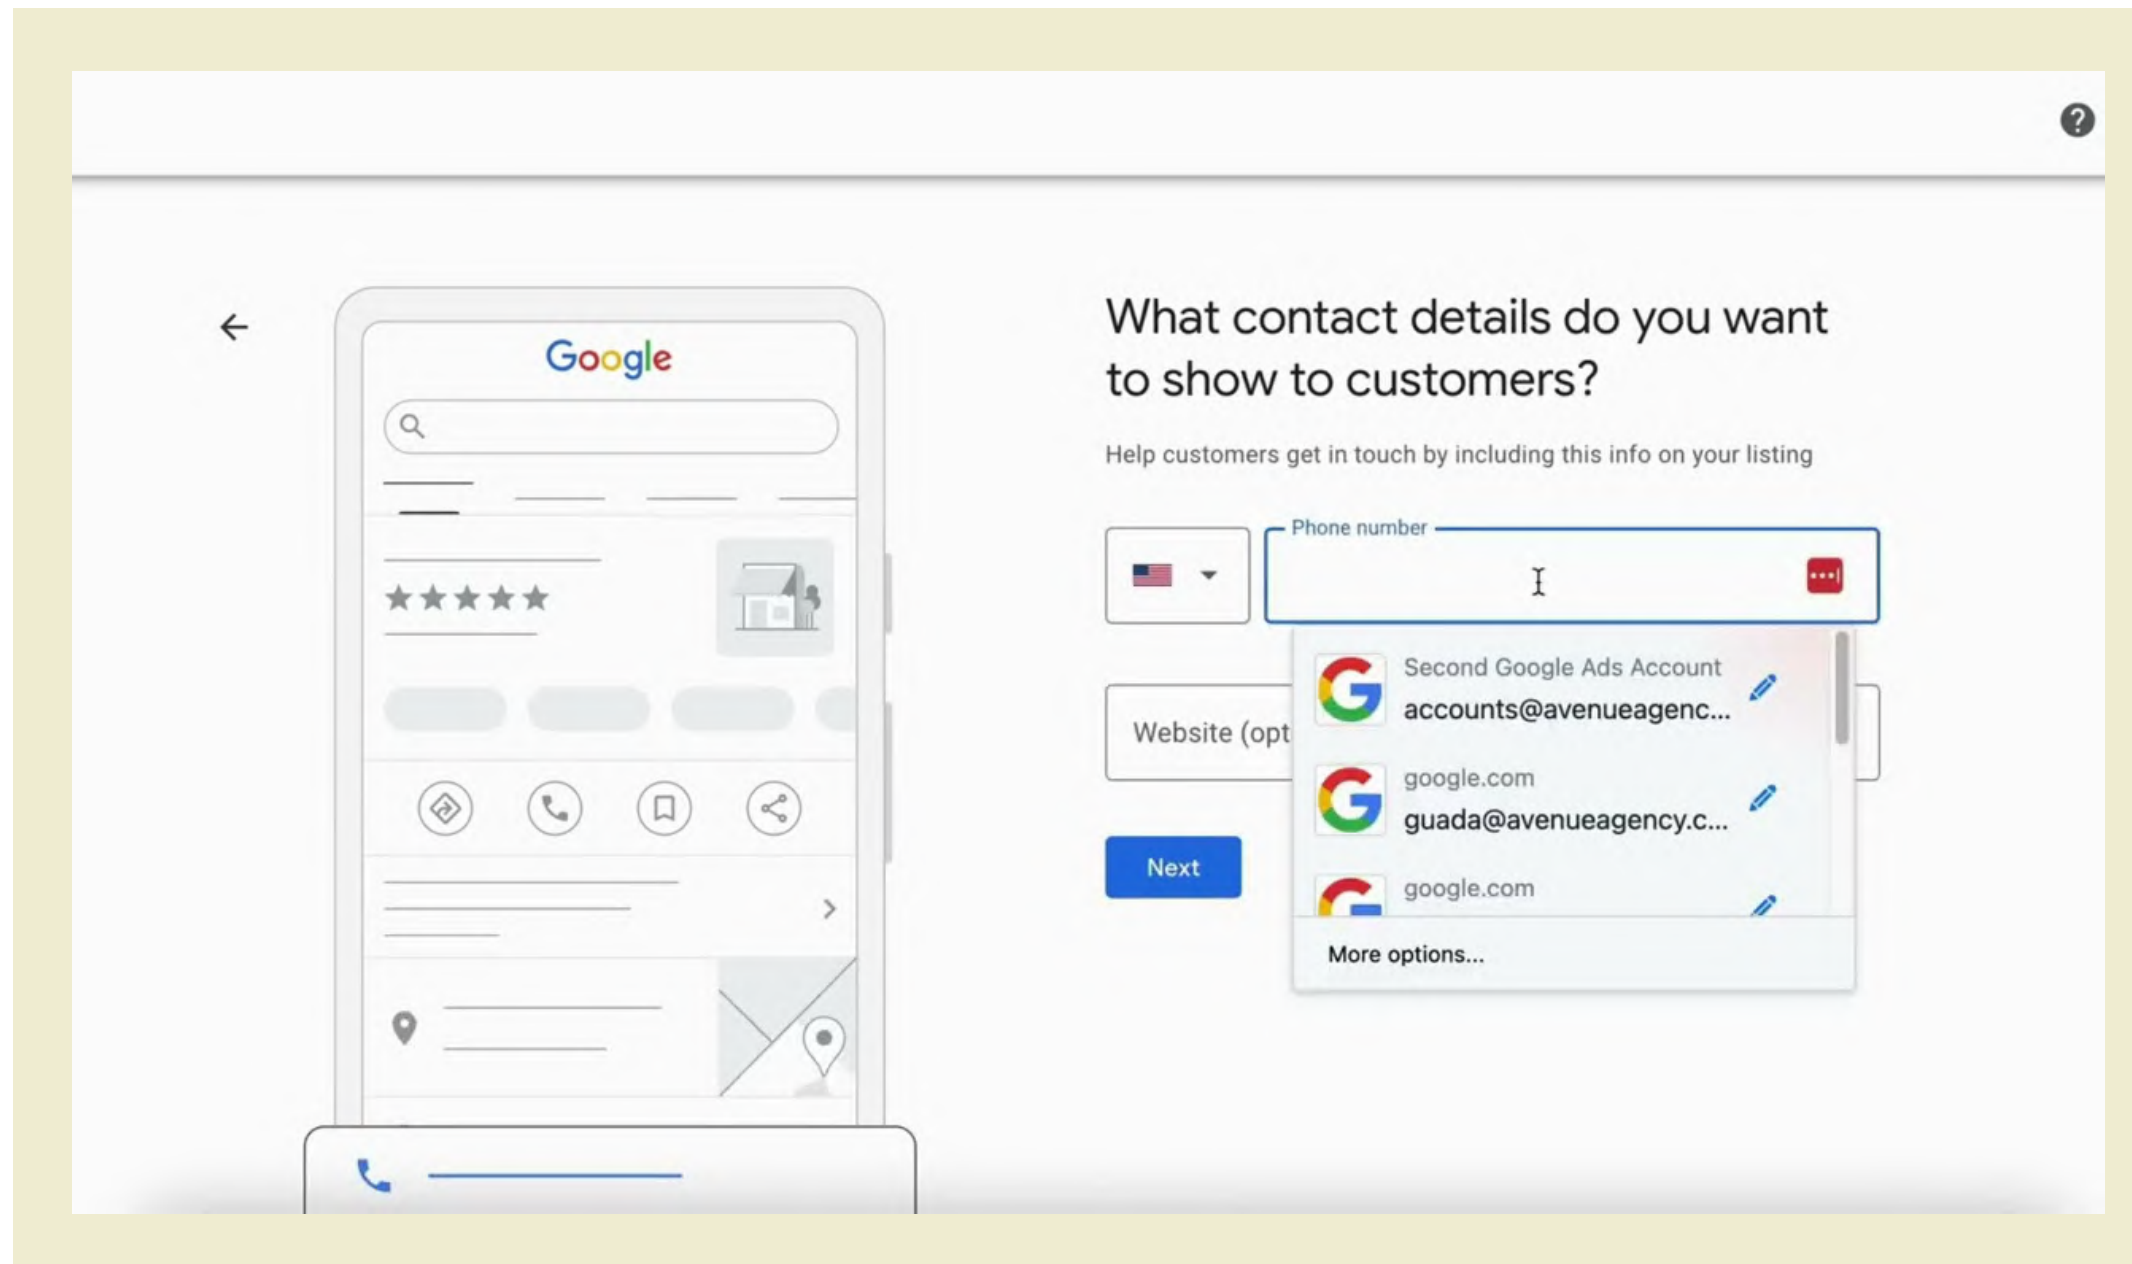 Google
What contact details do you want
to show to customers?
Help customers get in touch by including this info on your listing
Phone number
Second Google Ads Account
accounts@avenueagenc...
Website (opt
google.com
guada@avenueagency.c...
Next
google.com
More options...